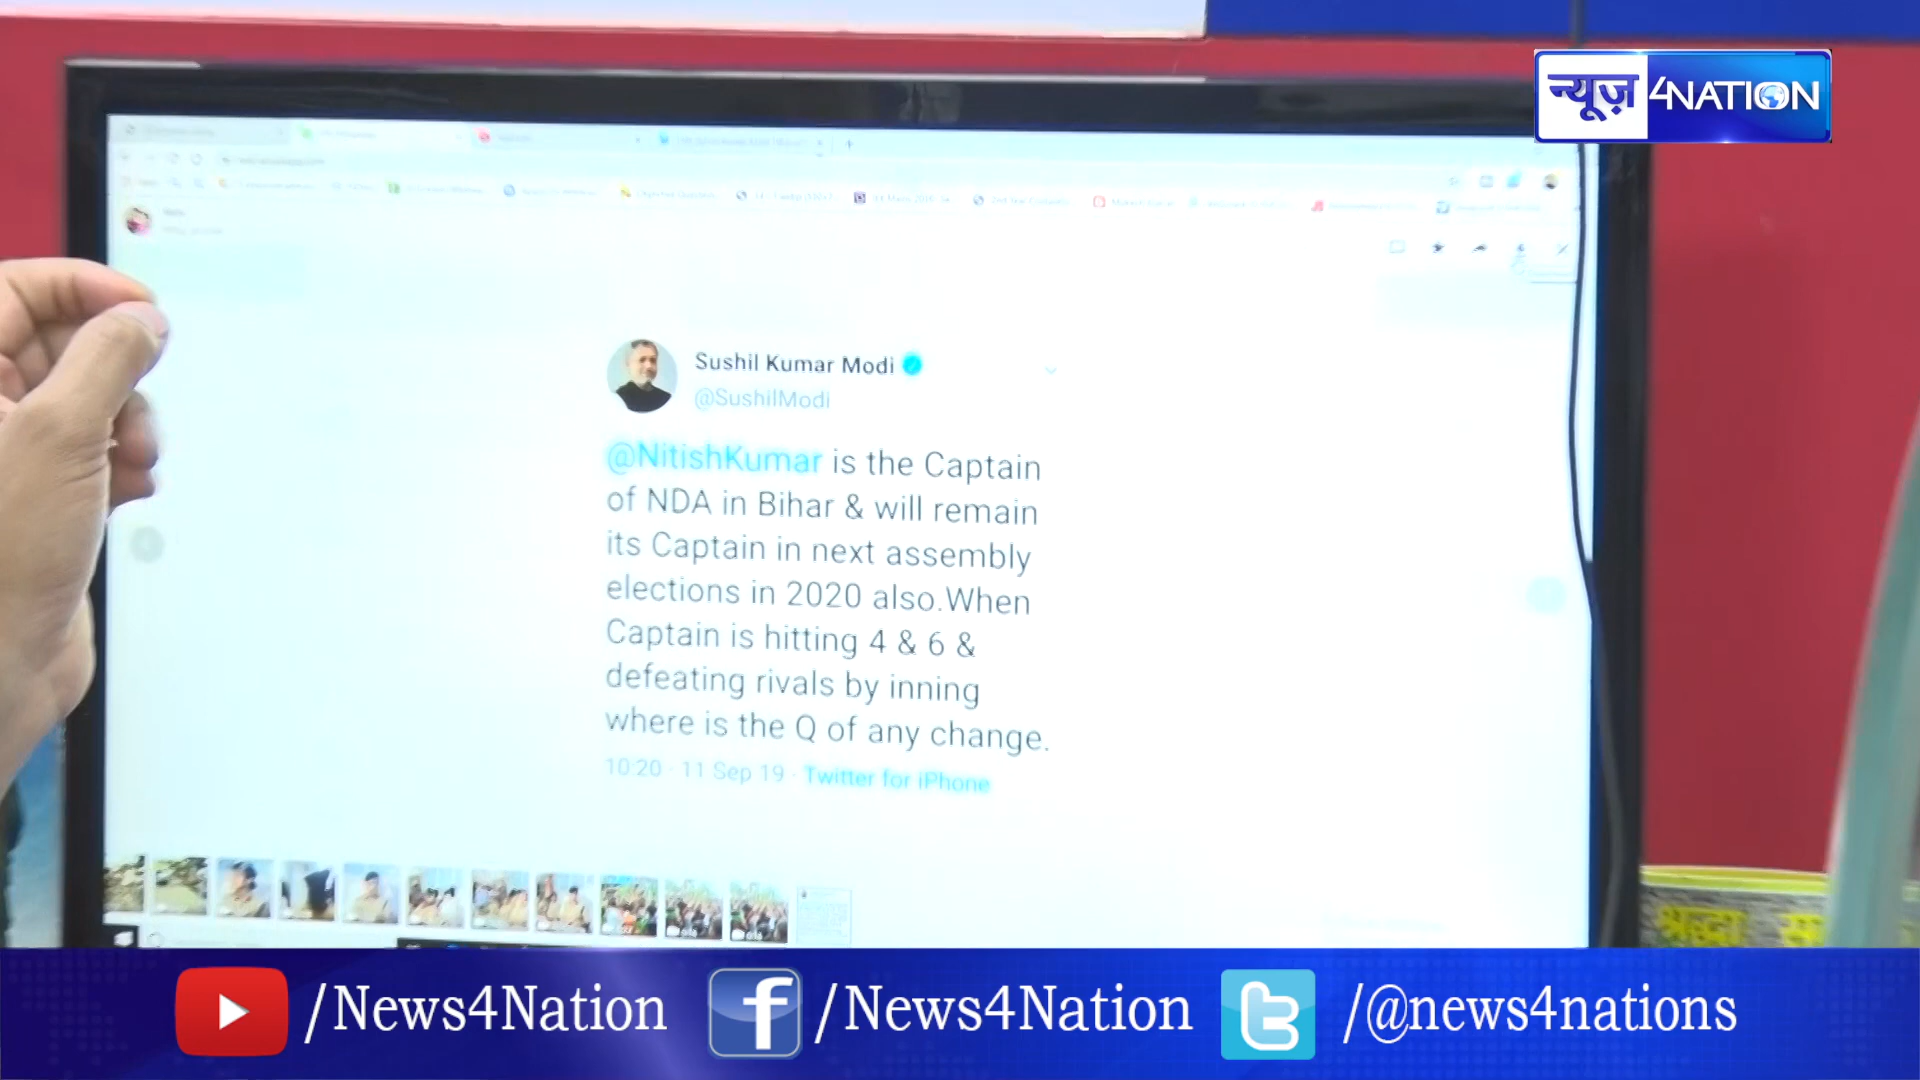 न्यूज़ 4NATION
Sushil Kumar Modi
@SushilModi
@NitishKumar is the Captain
of NDA in Bihar & will remain
its Captain in next assembly
elections in 2020 also.When
Captain is hitting 4 & 6 &
defeating rivals by inning
where is the Q of any change.
10:20 · 11 Sep 19 · Twitter for iPhone
श्रद्धा
/News4Nation
/News4Nation
/@news4nations